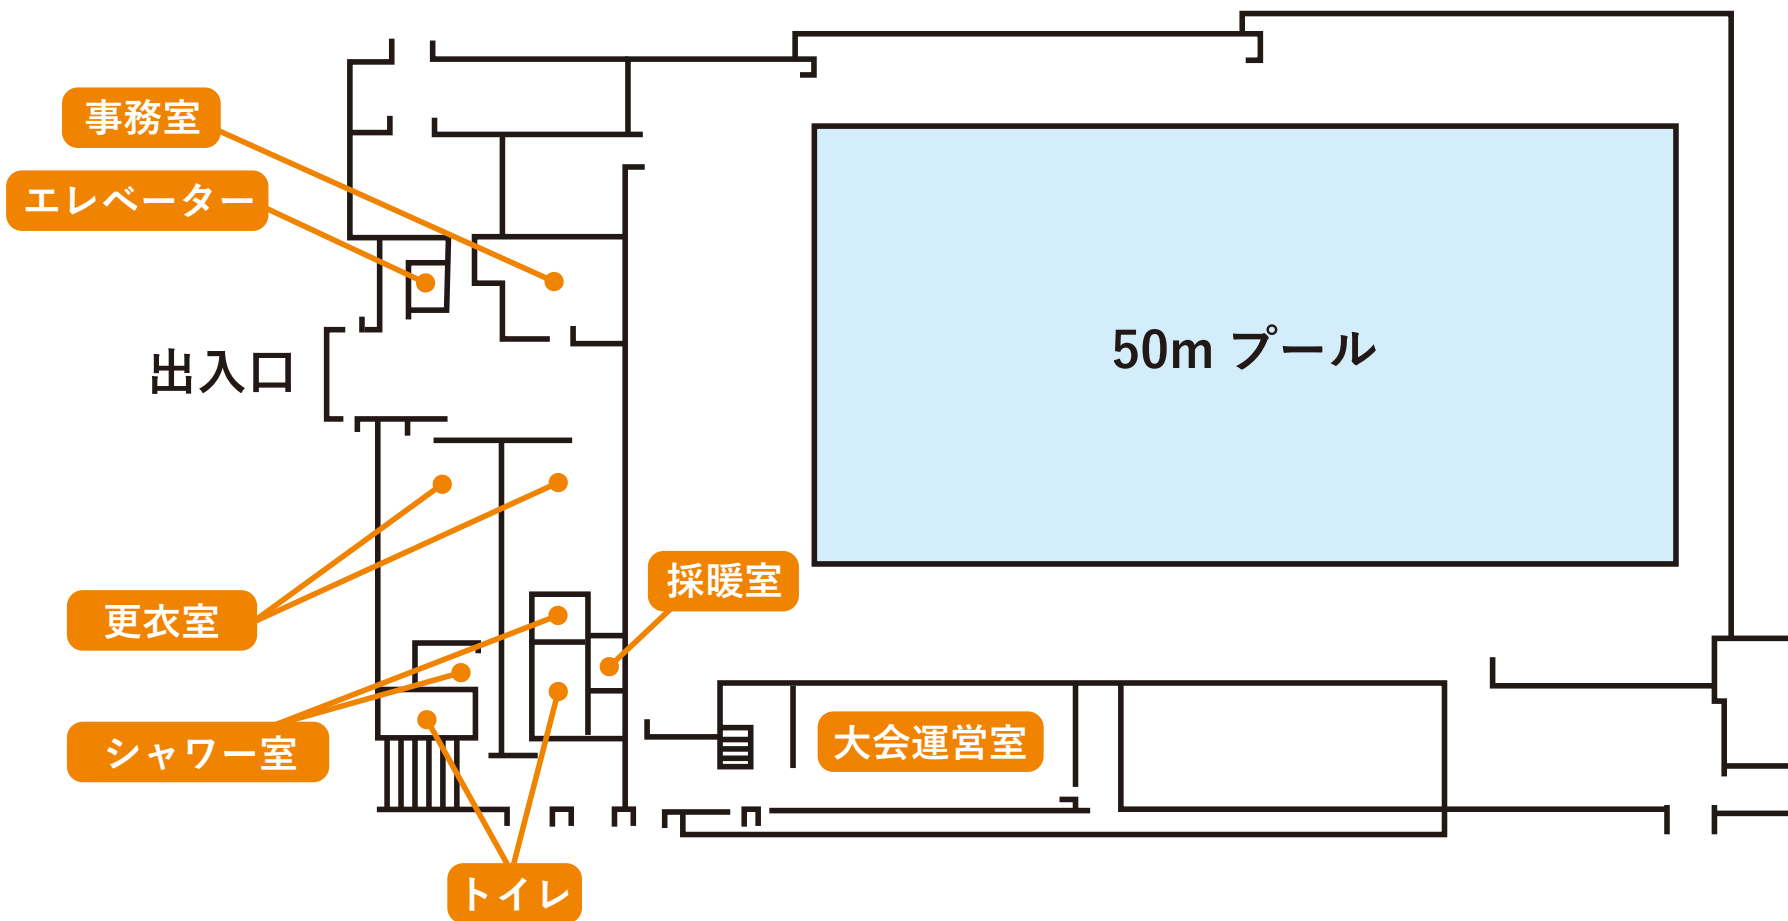 事務室
エレベーター
出入口
50m プール
更衣室
採暖室
シャワー室
大会運営室
トイレ